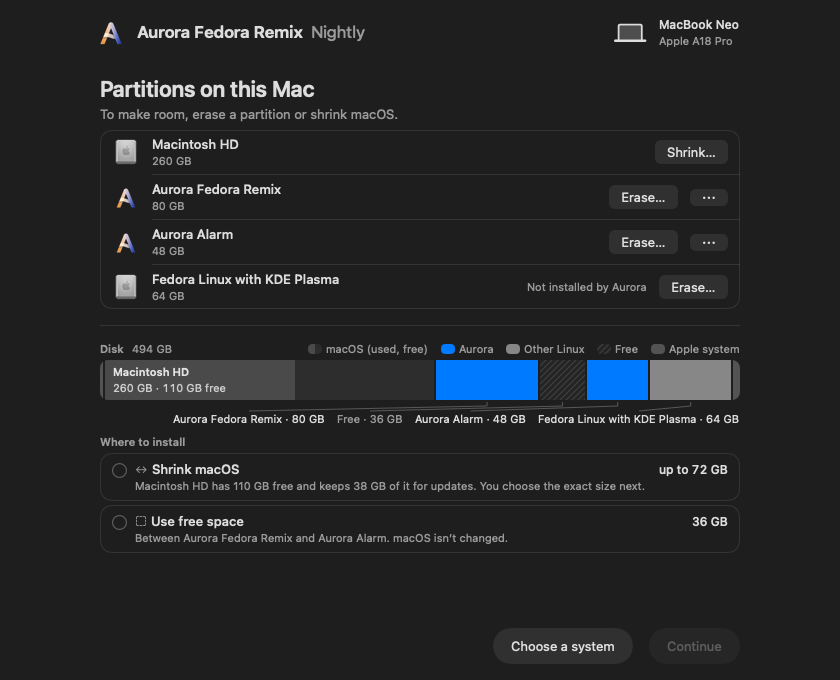 Aurora Fedora Remix Nightly
MacBook Neo
Apple A18 Pro
Partitions on this Mac
To make room, erase a partition or shrink macOS.
Macintosh HD
260 GB
Shrink...
Aurora Fedora Remix
80 GB
Erase...
Aurora Alarm
48 GB
Erase...
Fedora Linux with KDE Plasma
64 GB
Not installed by Aurora
Erase...
Disk 494 GB
macOS (used, free)
Aurora
Other Linux
Free
Apple system
Macintosh HD
260 GB · 110 GB free
Aurora Fedora Remix · 80 GB
Free · 36 GB
Aurora Alarm · 48 GB
Fedora Linux with KDE Plasma · 64 GB
Where to install
Shrink macOS
up to 72 GB
Macintosh HD has 110 GB free and keeps 38 GB of it for updates. You choose the exact size next.
Use free space
36 GB
Between Aurora Fedora Remix and Aurora Alarm. macOS isn’t changed.
Choose a system
Continue